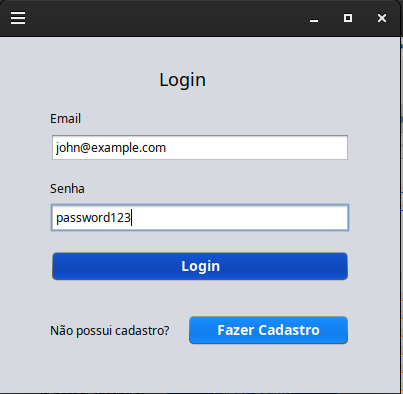 Login
Email
john@example.com
Senha
password123
Login
Não possui cadastro?
Fazer Cadastro